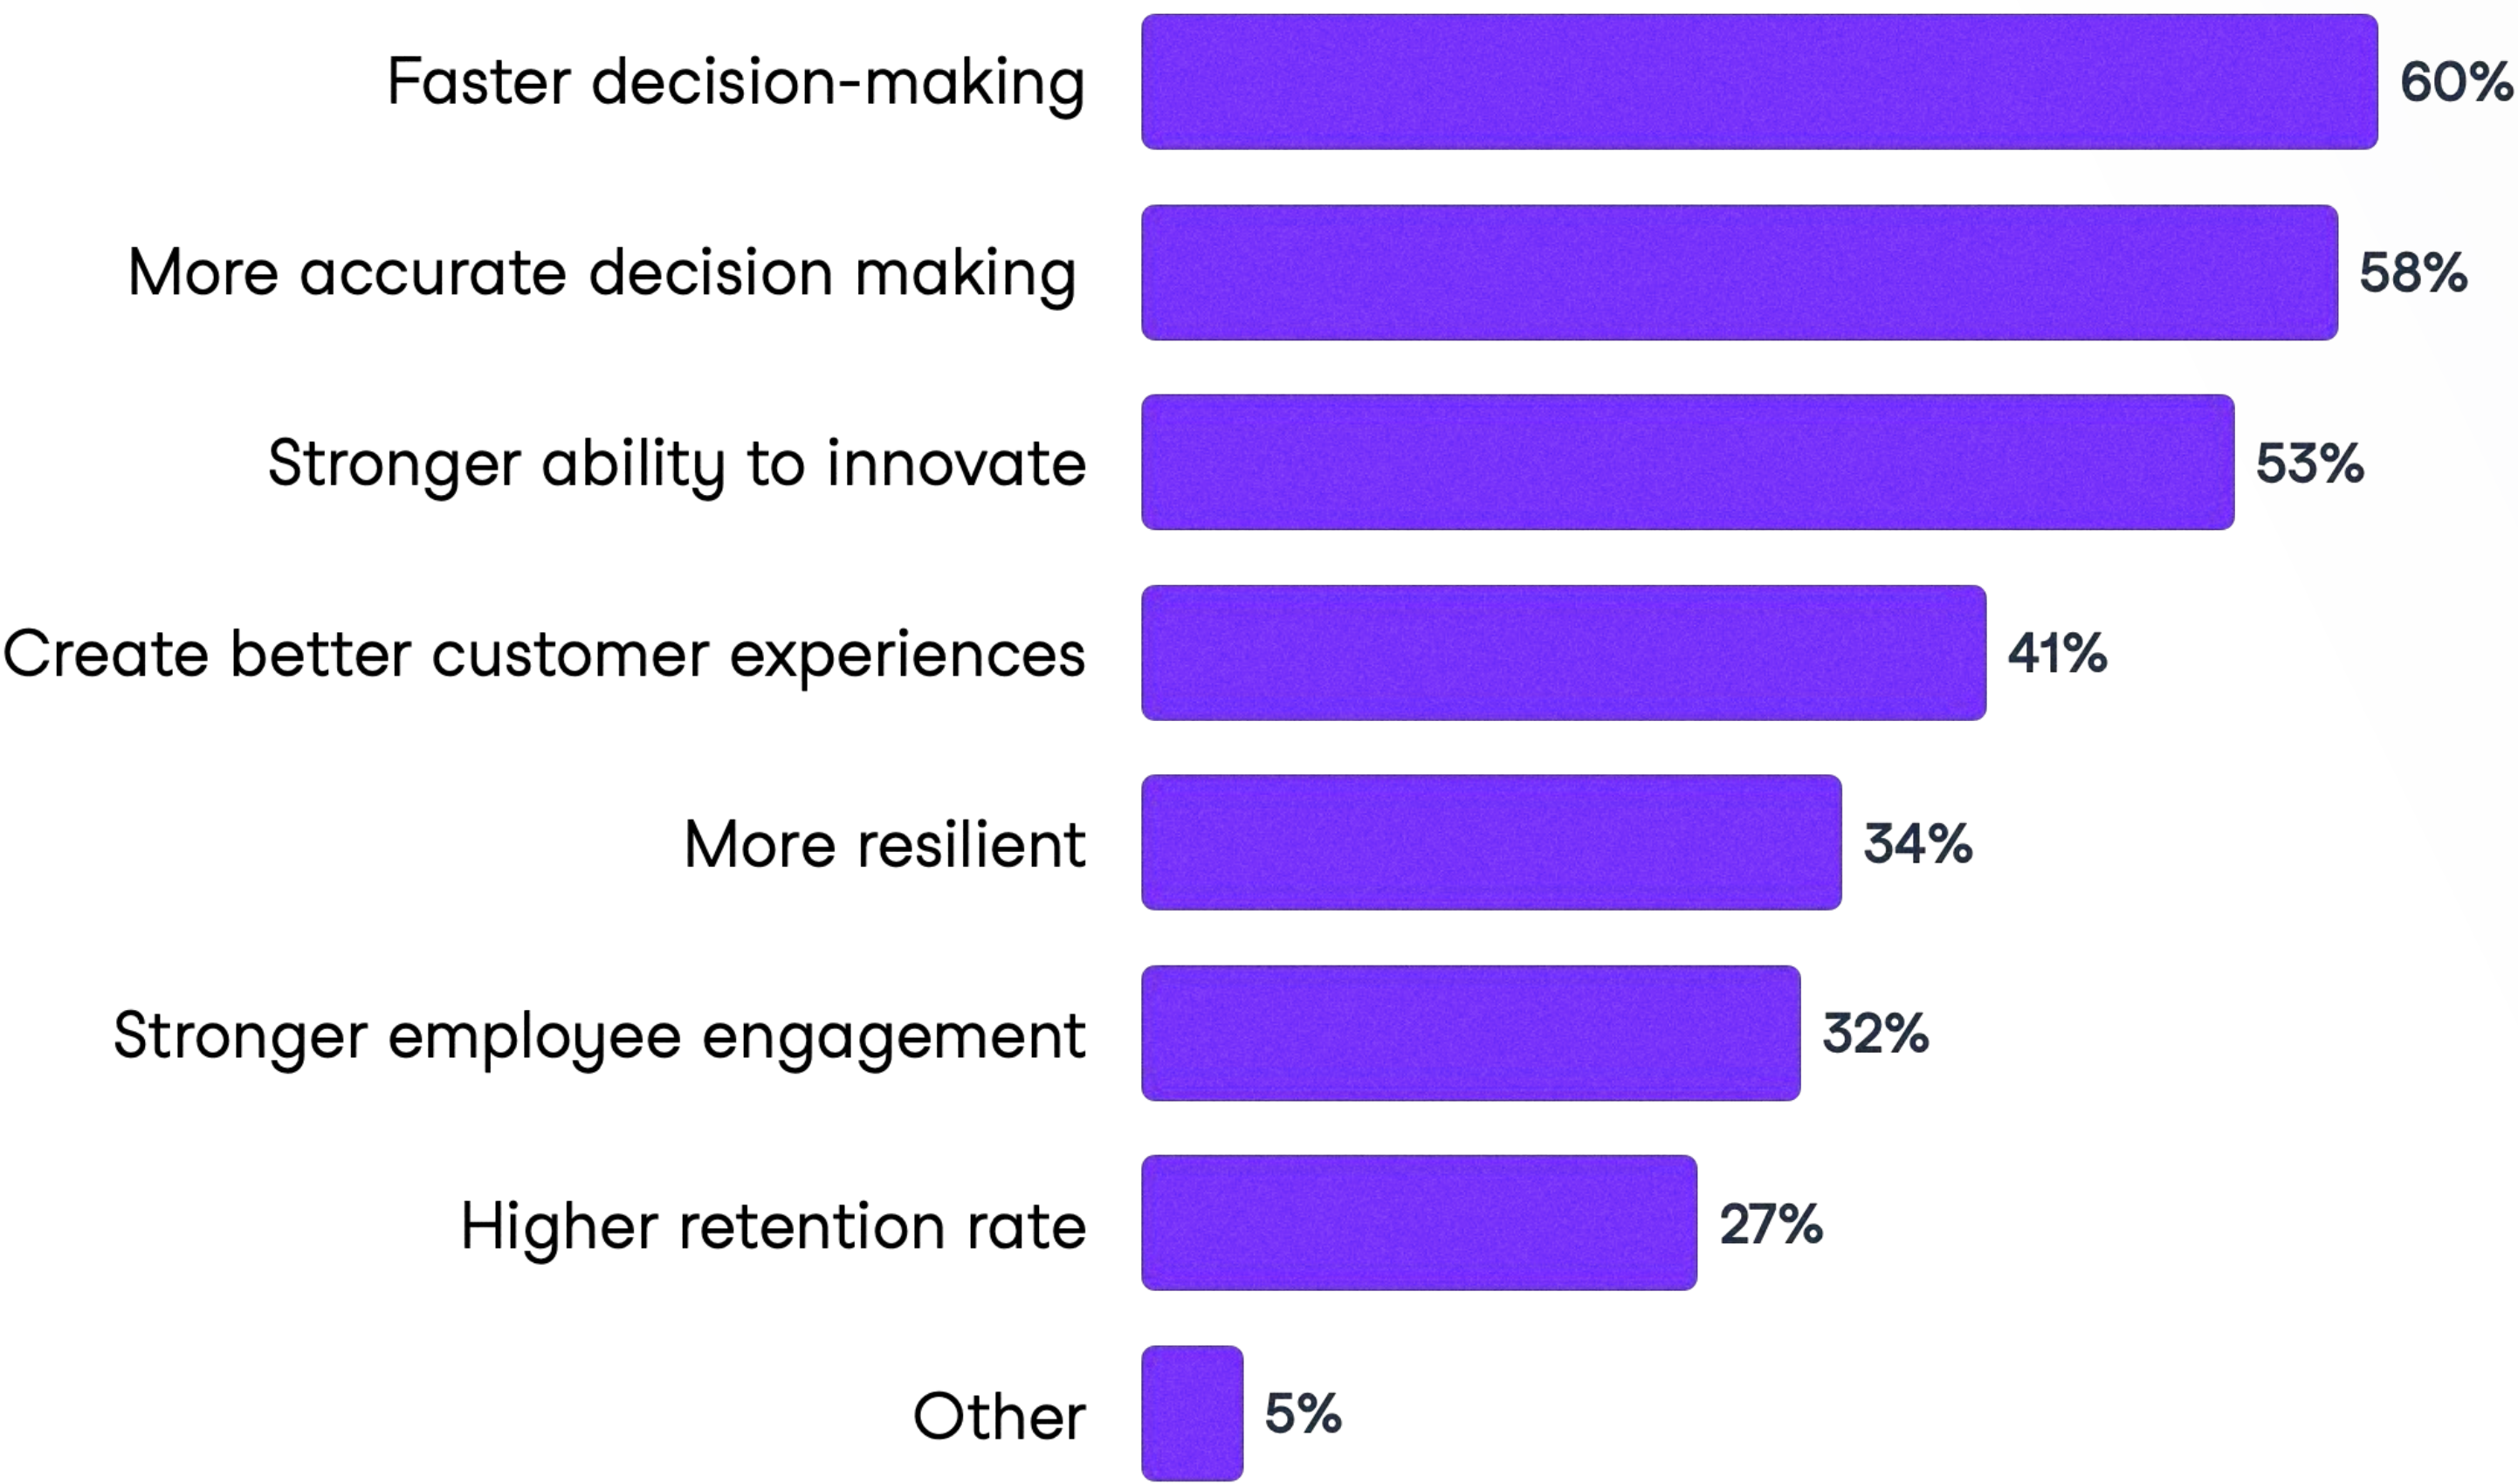 Faster decision-making 60%
More accurate decision making 58%
Stronger ability to innovate 53%
Create better customer experiences 41%
More resilient 34%
Stronger employee engagement 32%
Higher retention rate 27%
Other 5%